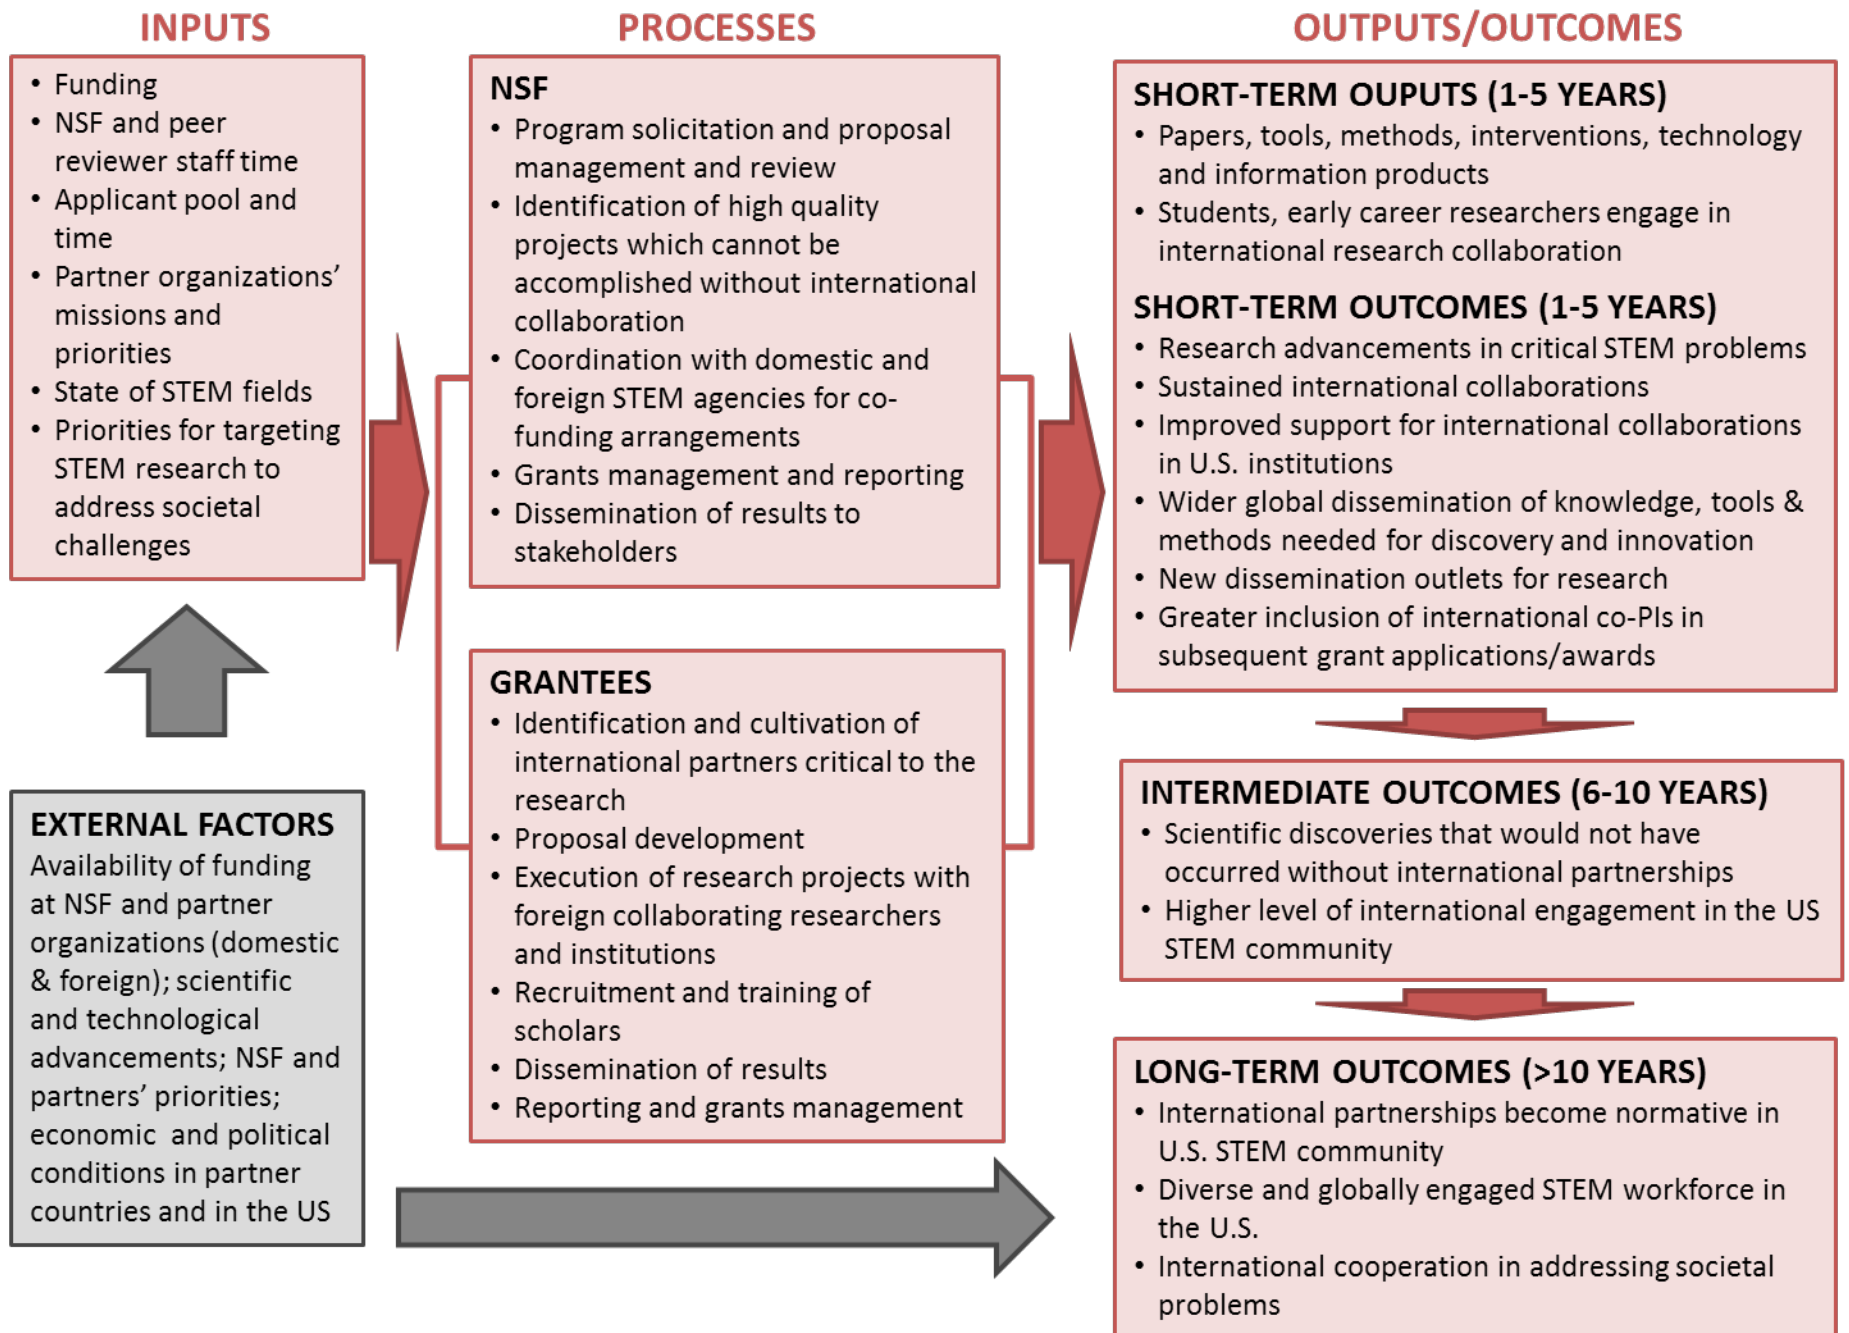 INPUTS
• Funding
• NSF and peer
reviewer staff time
• Applicant pool and
time
• Partner organizations’
missions and
priorities
• State of STEM fields
• Priorities for targeting
STEM research to
address societal
challenges
EXTERNAL FACTORS
Availability of funding
at NSF and partner
organizations (domestic
& foreign); scientific
and technological
advancements; NSF and
partners’ priorities;
economic and political
conditions in partner
countries and in the US
PROCESSES
NSF
• Program solicitation and proposal
management and review
• Identification of high quality
projects which cannot be
accomplished without international
collaboration
• Coordination with domestic and
foreign STEM agencies for co-
funding arrangements
• Grants management and reporting
• Dissemination of results to
stakeholders
GRANTEES
• Identification and cultivation of
international partners critical to the
research
• Proposal development
• Execution of research projects with
foreign collaborating researchers
and institutions
• Recruitment and training of
scholars
• Dissemination of results
• Reporting and grants management
OUTPUTS/OUTCOMES
SHORT-TERM OUPUTS (1-5 YEARS)
• Papers, tools, methods, interventions, technology
and information products
• Students, early career researchers engage in
international research collaboration
SHORT-TERM OUTCOMES (1-5 YEARS)
• Research advancements in critical STEM problems
• Sustained international collaborations
• Improved support for international collaborations
in U.S. institutions
• Wider global dissemination of knowledge, tools &
methods needed for discovery and innovation
• New dissemination outlets for research
• Greater inclusion of international co-PIs in
subsequent grant applications/awards
INTERMEDIATE OUTCOMES (6-10 YEARS)
• Scientific discoveries that would not have
occurred without international partnerships
• Higher level of international engagement in the US
STEM community
LONG-TERM OUTCOMES (>10 YEARS)
• International partnerships become normative in
U.S. STEM community
• Diverse and globally engaged STEM workforce in
the U.S.
• International cooperation in addressing societal
problems